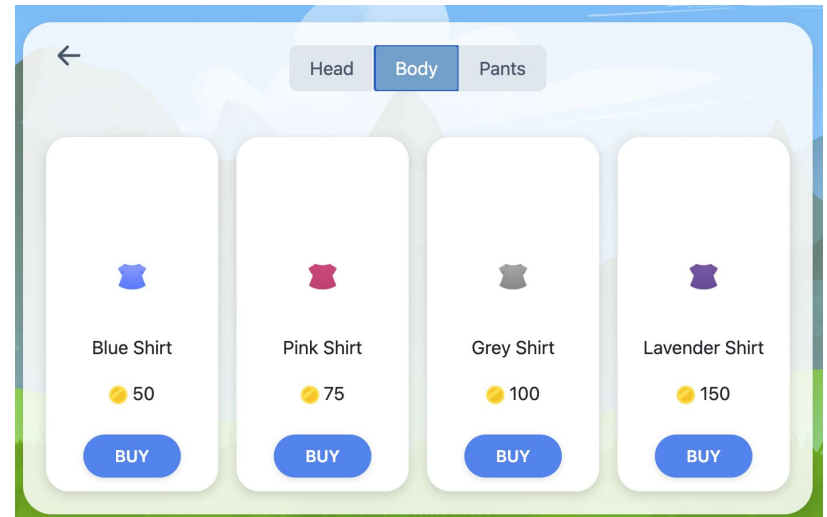 Head Body Pants
Blue Shirt
50
BUY
Pink Shirt
75
BUY
Grey Shirt
100
BUY
Lavender Shirt
150
BUY